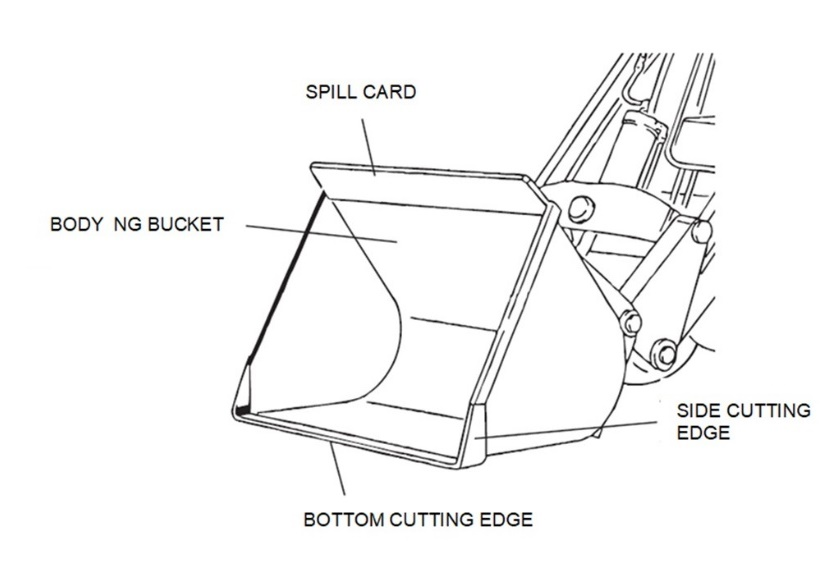 SPILL CARD
BODY  NG BUCKET
SIDE CUTTING
EDGE
BOTTOM CUTTING EDGE